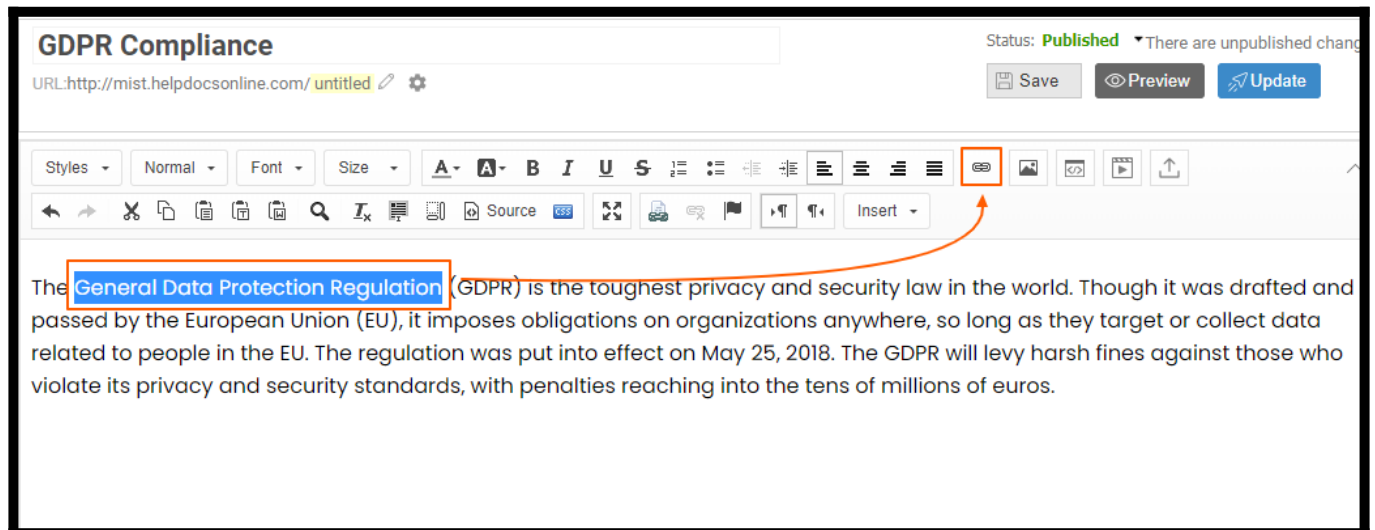 GDPR Compliance
Status: Published There are unpublished chang
URL:http://mist.helpdocsonline.com/ untitled
Save Preview Update
Styles Normal Font Size A A B I U S
Source css Insert
The General Data Protection Regulation (GDPR) is the toughest privacy and security law in the world. Though it was drafted and
passed by the European Union (EU), it imposes obligations on organizations anywhere, so long as they target or collect data
related to people in the EU. The regulation was put into effect on May 25, 2018. The GDPR will levy harsh fines against those who
violate its privacy and security standards, with penalties reaching into the tens of millions of euros.